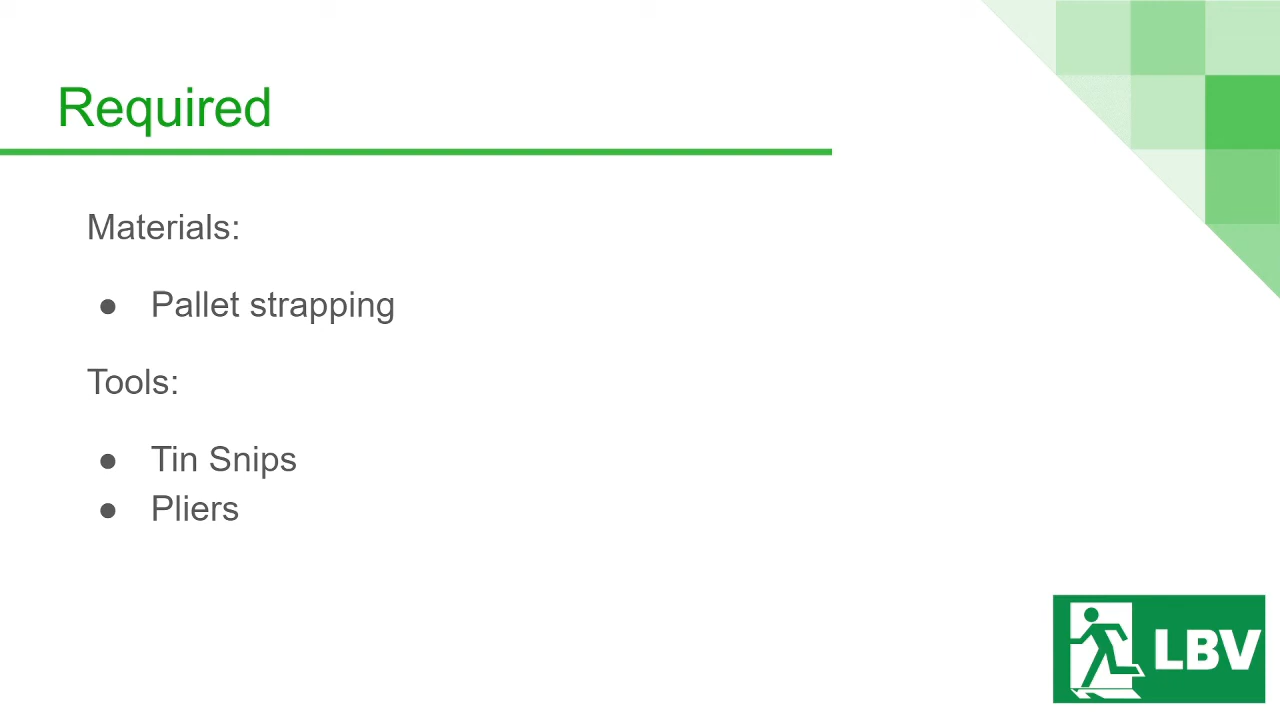 Required
Materials:
● Pallet strapping
Tools:
● Tin Snips
● Pliers
LBV